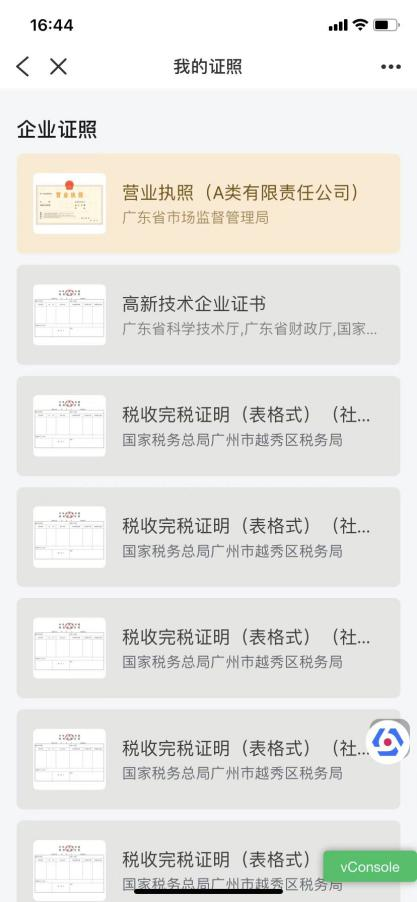 16:44
我的证照
企业证照
营业执照（A类有限责任公司）
广东省市场监督管理局
高新技术企业证书
广东省科学技术厅,广东省财政厅,国家...
税收完税证明（表格式）（社...
国家税务总局广州市越秀区税务局
税收完税证明（表格式）（社...
国家税务总局广州市越秀区税务局
税收完税证明（表格式）（社...
国家税务总局广州市越秀区税务局
税收完税证明（表格式）（社...
国家税务总局广州市越秀区税务局
税收完税证明（表格式）
vConsole
国家税务总局广州市越秀区税务局